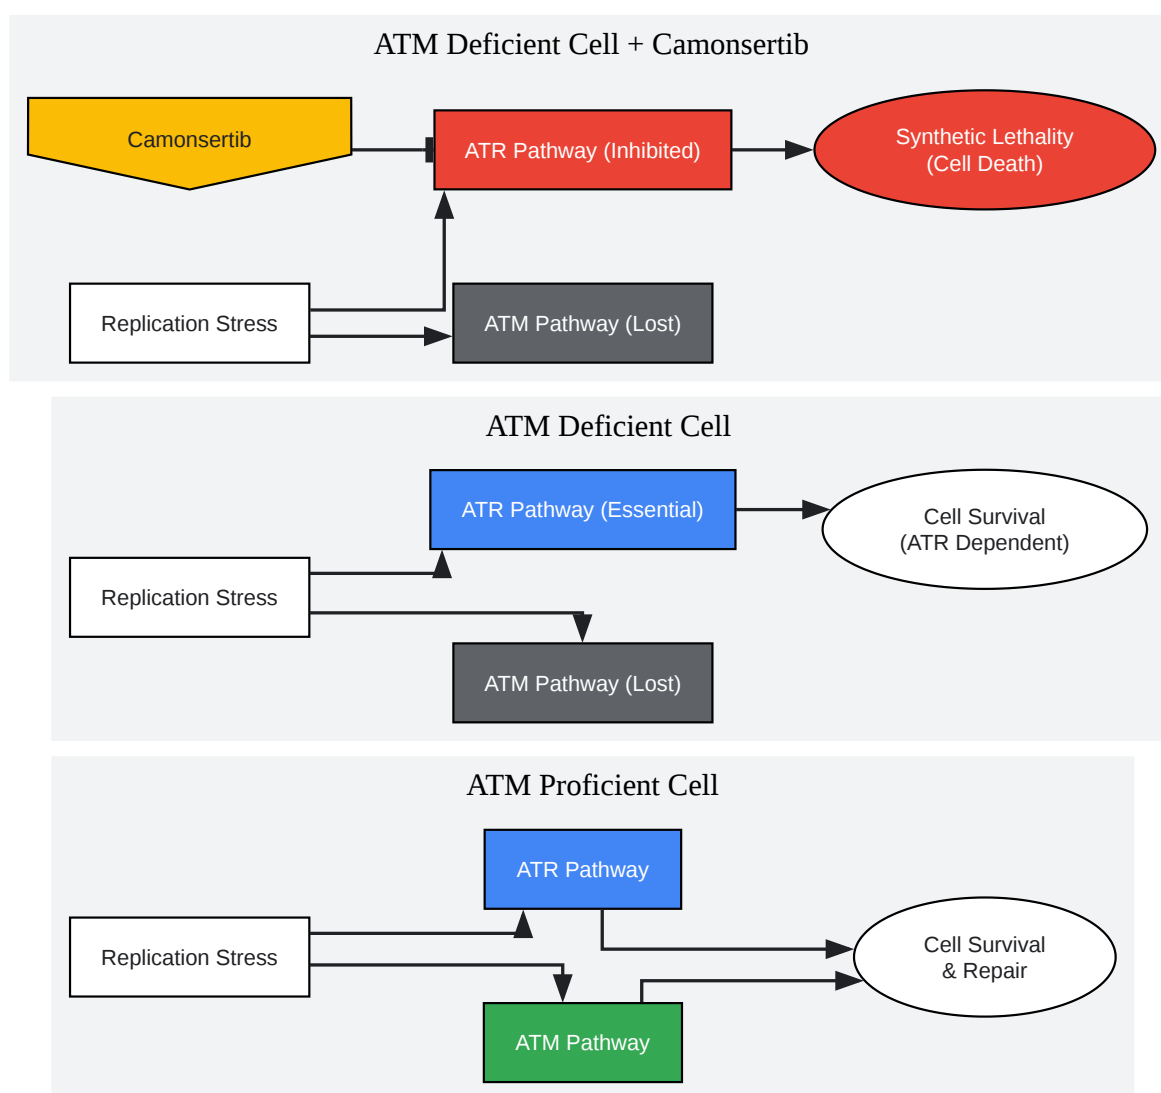 ATM Deficient Cell + Camonsertib
Camonsertib
ATR Pathway (Inhibited)
Synthetic Lethality
(Cell Death)
Replication Stress
ATM Pathway (Lost)
ATM Deficient Cell
ATR Pathway (Essential)
Cell Survival
(ATR Dependent)
Replication Stress
ATM Pathway (Lost)
ATM Proficient Cell
ATR Pathway
Replication Stress
Cell Survival
& Repair
ATM Pathway